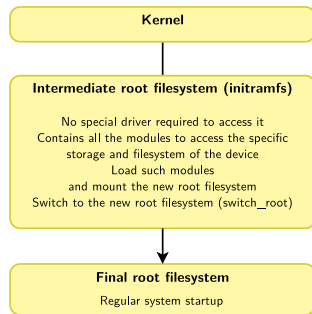 Kernel
Intermediate root filesystem (initramfs)
No special driver required to access it
Contains all the modules to access the specific
storage and filesystem of the device
Load such modules
and mount the new root filesystem
Switch to the new root filesystem (switch_root)
Final root filesystem
Regular system startup